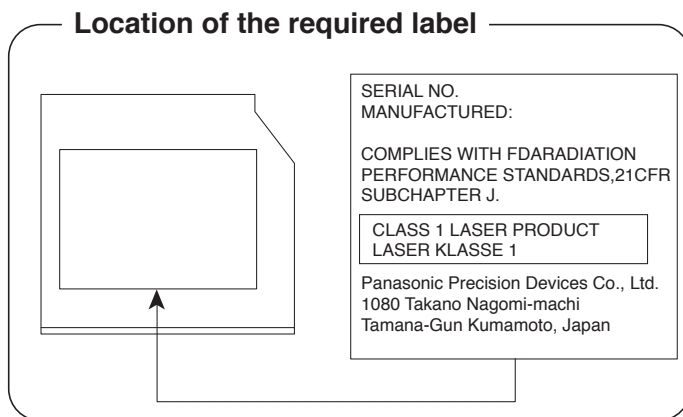 Location of the required label
SERIAL NO.
MANUFACTURED:
COMPLIES WITH FDARADIATION
PERFORMANCE STANDARDS,21CFR
SUBCHAPTER J.
CLASS 1 LASER PRODUCT
LASER KLASSE 1
Panasonic Precision Devices Co., Ltd.
1080 Takano Nagomi-machi
Tamana-Gun Kumamoto, Japan